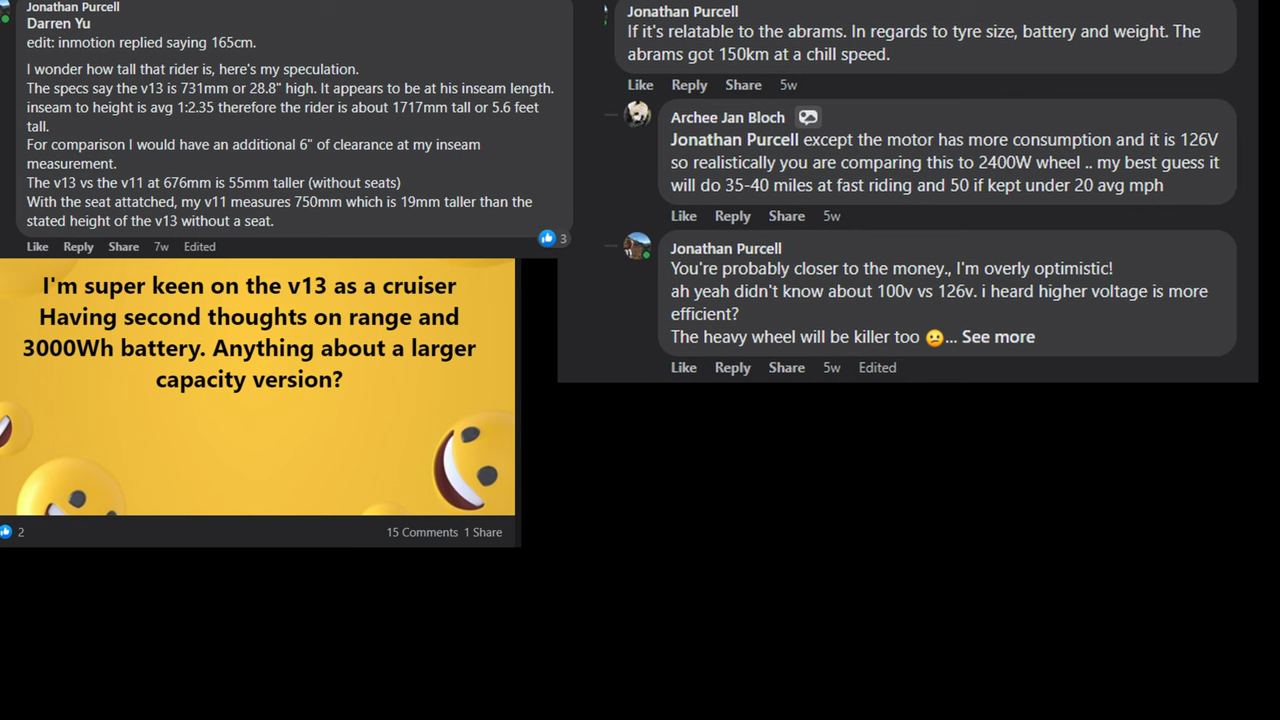 Jonathan Purcell
Darren Yu
edit: inmotion replied saying 165cm.
I wonder how tall that rider is, here's my speculation.
The specs say the v13 is 731mm or 28.8" high. It appears to be at his inseam length.
inseam to height is avg 1:2.35 therefore the rider is about 1717mm tall or 5.6 feet
tall.
For comparison I would have an additional 6" of clearance at my inseam
measurement.
The v13 vs the v11 at 676mm is 55mm taller (without seats)
With the seat attatched, my v11 measures 750mm which is 19mm taller than the
stated height of the v13 without a seat.
Like Reply Share 7w Edited
3
I'm super keen on the v13 as a cruiser
Having second thoughts on range and
3000Wh battery. Anything about a larger
capacity version?
2
15 Comments 1 Share
Jonathan Purcell
If it's relatable to the abrams. In regards to tyre size, battery and weight. The
abrams got 150km at a chill speed.
Like Reply Share 5w
Archee Jan Bloch
Jonathan Purcell except the motor has more consumption and it is 126V
so realistically you are comparing this to 2400W wheel .. my best guess it
will do 35-40 miles at fast riding and 50 if kept under 20 avg mph
Like Reply Share 5w
Jonathan Purcell
You're probably closer to the money., I'm overly optimistic!
ah yeah didn't know about 100v vs 126v. i heard higher voltage is more
efficient?
The heavy wheel will be killer too 😕... See more
Like Reply Share 5w Edited